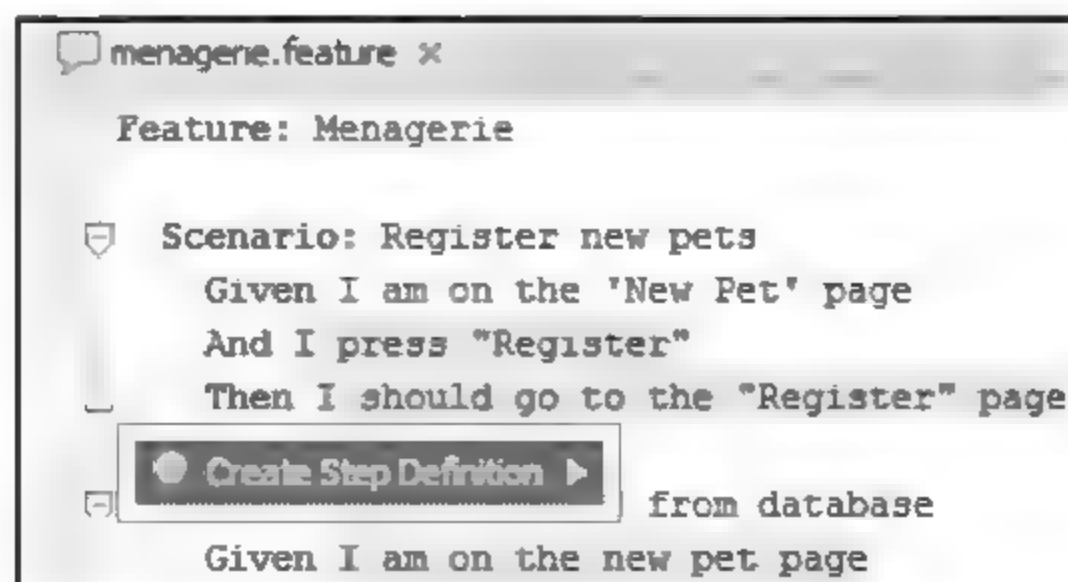 menagerie.feature ×
Feature: Menagerie
Scenario: Register new pets
Given I am on the 'New Pet' page
And I press "Register"
Then I should go to the "Register" page
Create Step Definition
from database
Given I am on the new pet page